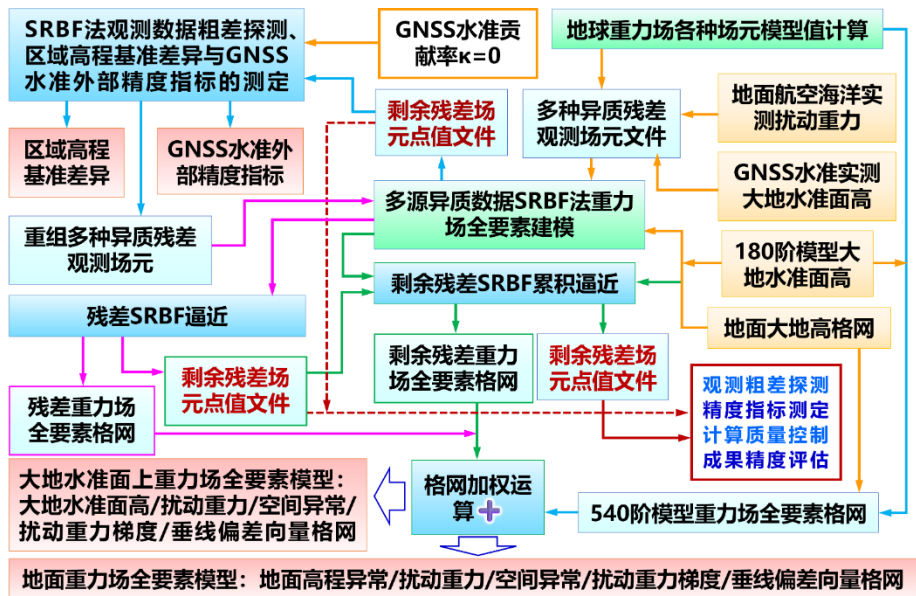 SRBF法观测数据粗差探测、
区域高程基准差异与GNSS
水准外部精度指标的测定
GNSS水准贡
献率κ=0
地球重力场各种场元模型值计算
剩余残差场
元点值文件
多种异质残差
观测场元文件
地面航空海洋实
测扰动重力
区域高程
基准差异
GNSS水准外
部精度指标
GNSS水准实测
大地水准面高
多源异质数据SRBF法重力
场全要素建模
重组多种异质残差
观测场元
180阶模型大
地水准面高
剩余残差SRBF累积逼近
残差SRBF逼近
地面大地高格网
剩余残差场
元点值文件
剩余残差重力
场全要素格网
剩余残差场
元点值文件
观测粗差探测
精度指标测定
计算质量控制
成果精度评估
残差重力场
全要素格网
大地水准面上重力场全要素模型：
大地水准面高/扰动重力/空间异常/
扰动重力梯度/垂线偏差向量格网
格网加权运
算+
540阶模型重力场全要素格网
地面重力场全要素模型：地面高程异常/扰动重力/空间异常/扰动重力梯度/垂线偏差向量格网